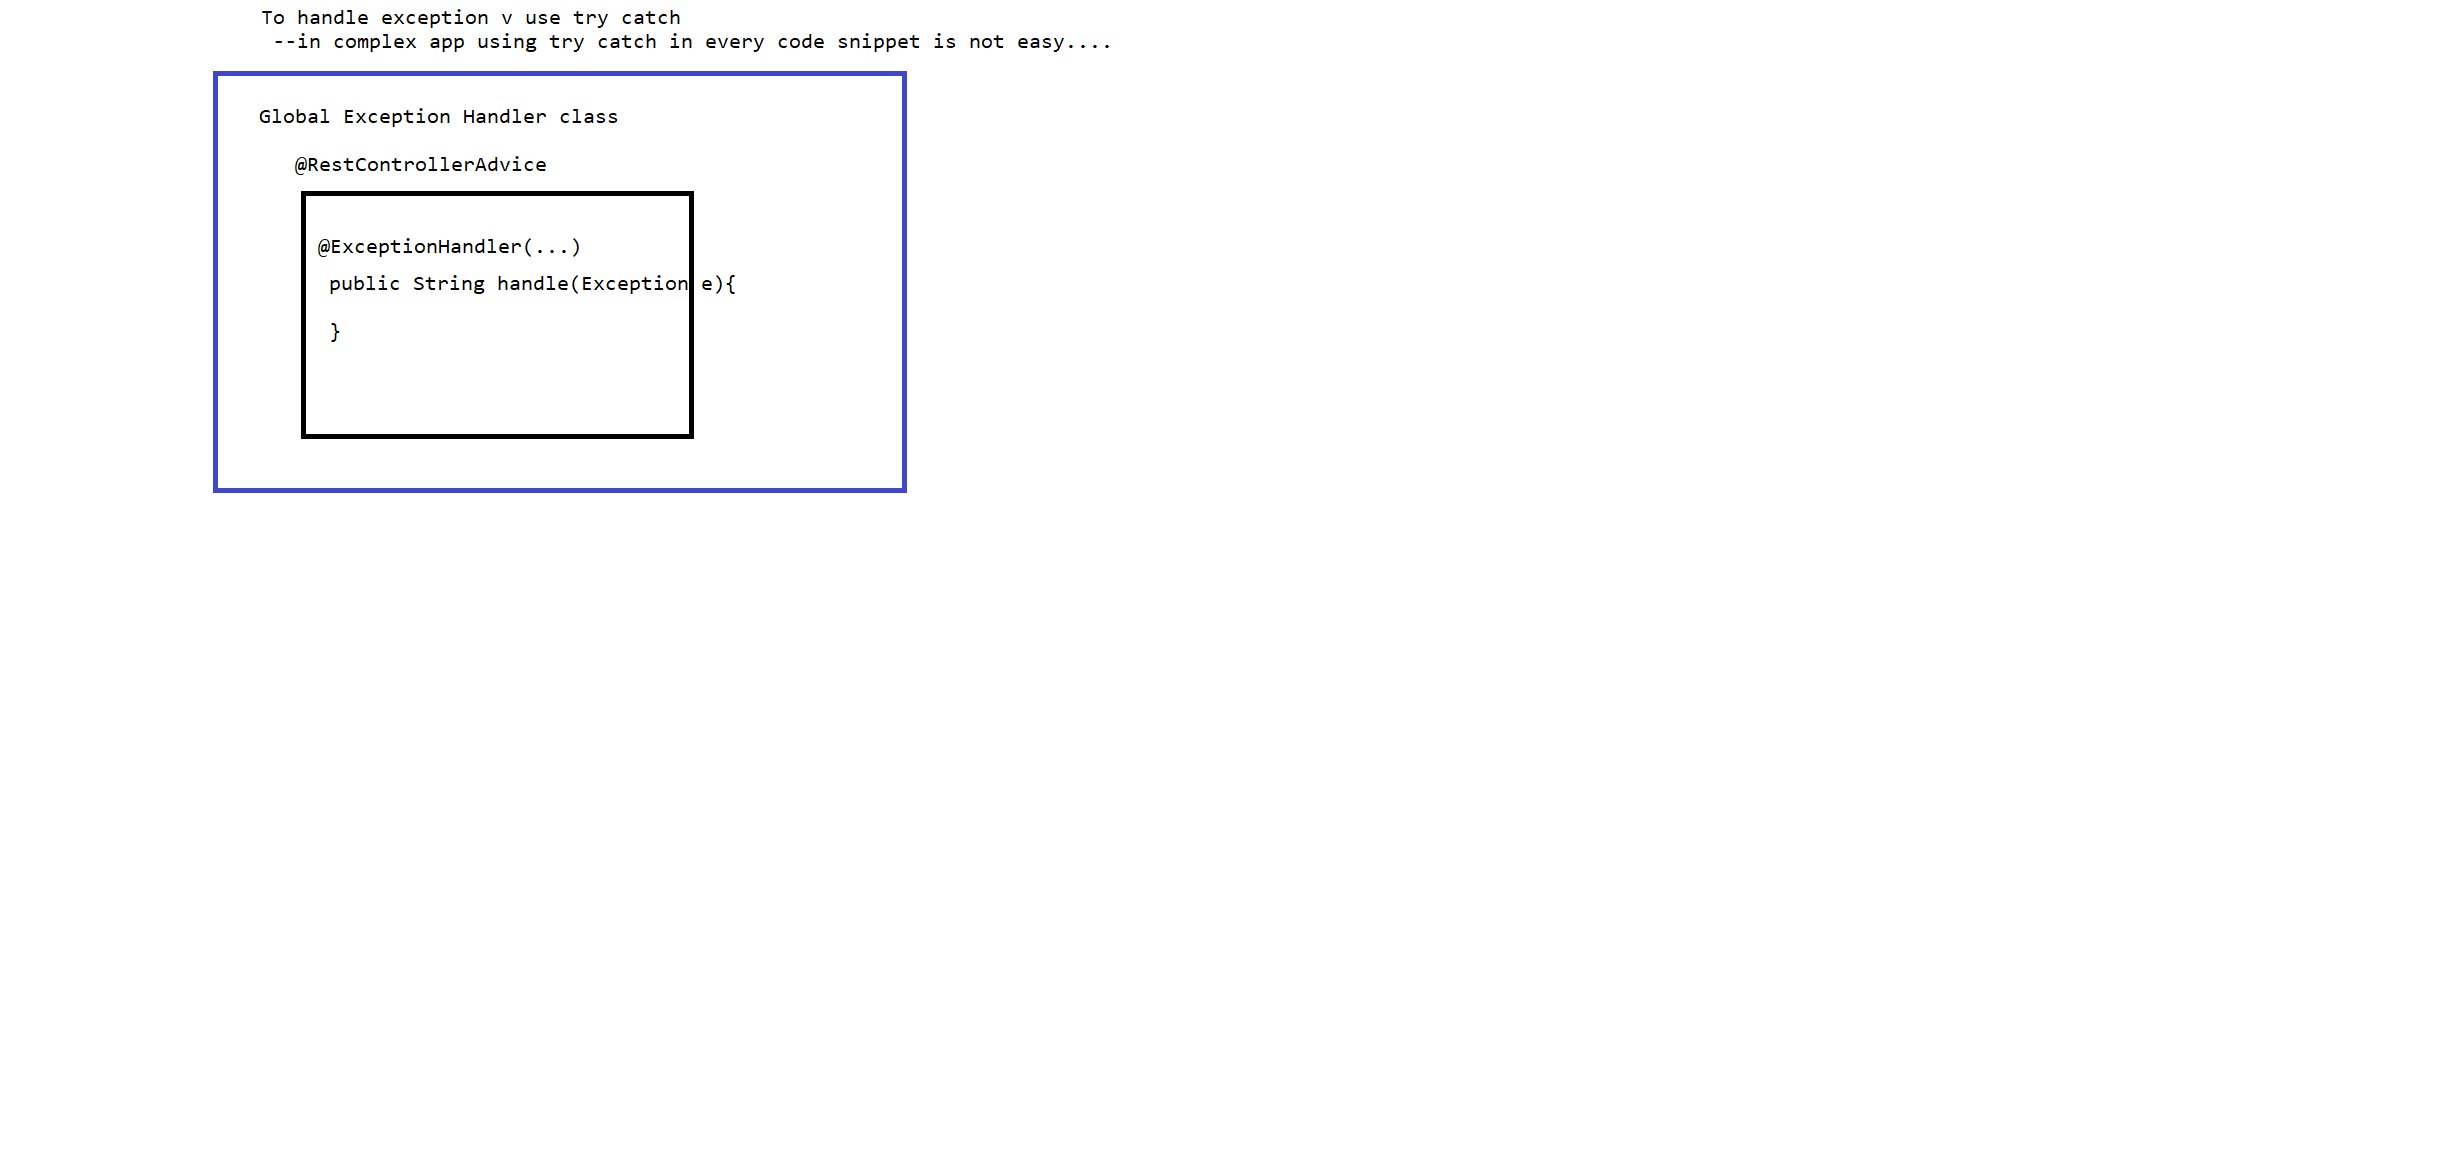 To handle exception v use try catch
--in complex app using try catch in every code snippet is not easy....
Global Exception Handler class
@RestControllerAdvice
@ExceptionHandler(...)
public String handle(Exception e){
}